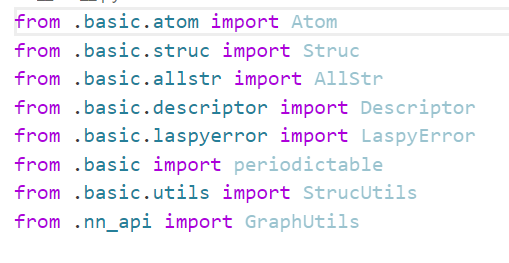 from .basic.atom import Atom
from .basic.struc import Struc
from .basic.allstr import AllStr
from .basic.descriptor import Descriptor
from .basic.laspyerror import LaspyError
from .basic import periodictable
from .basic.utils import StrucUtils
from .nn_api import GraphUtils